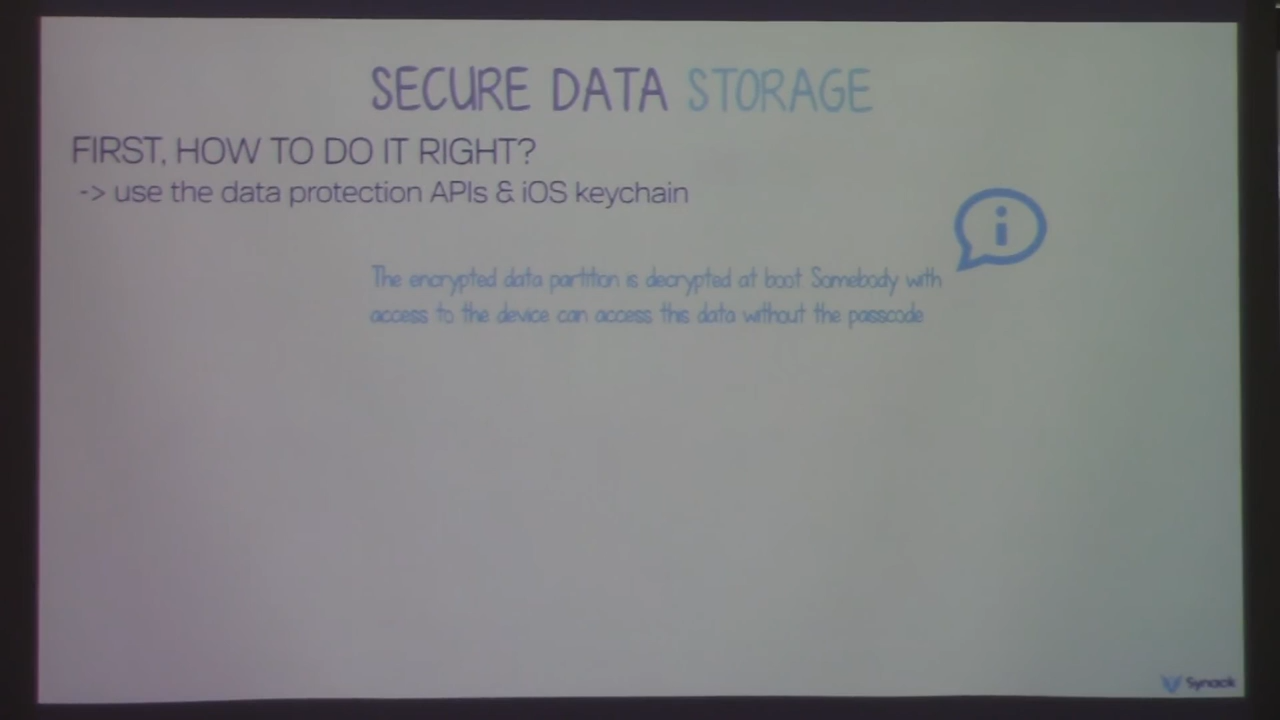 SECURE DATA STORAGE
FIRST, HOW TO DO IT RIGHT?
-> use the data protection APIs & iOS keychain
The encrypted data partition is decrypted at boot Somebody with
access to the device can access this data without the passcode
Synack